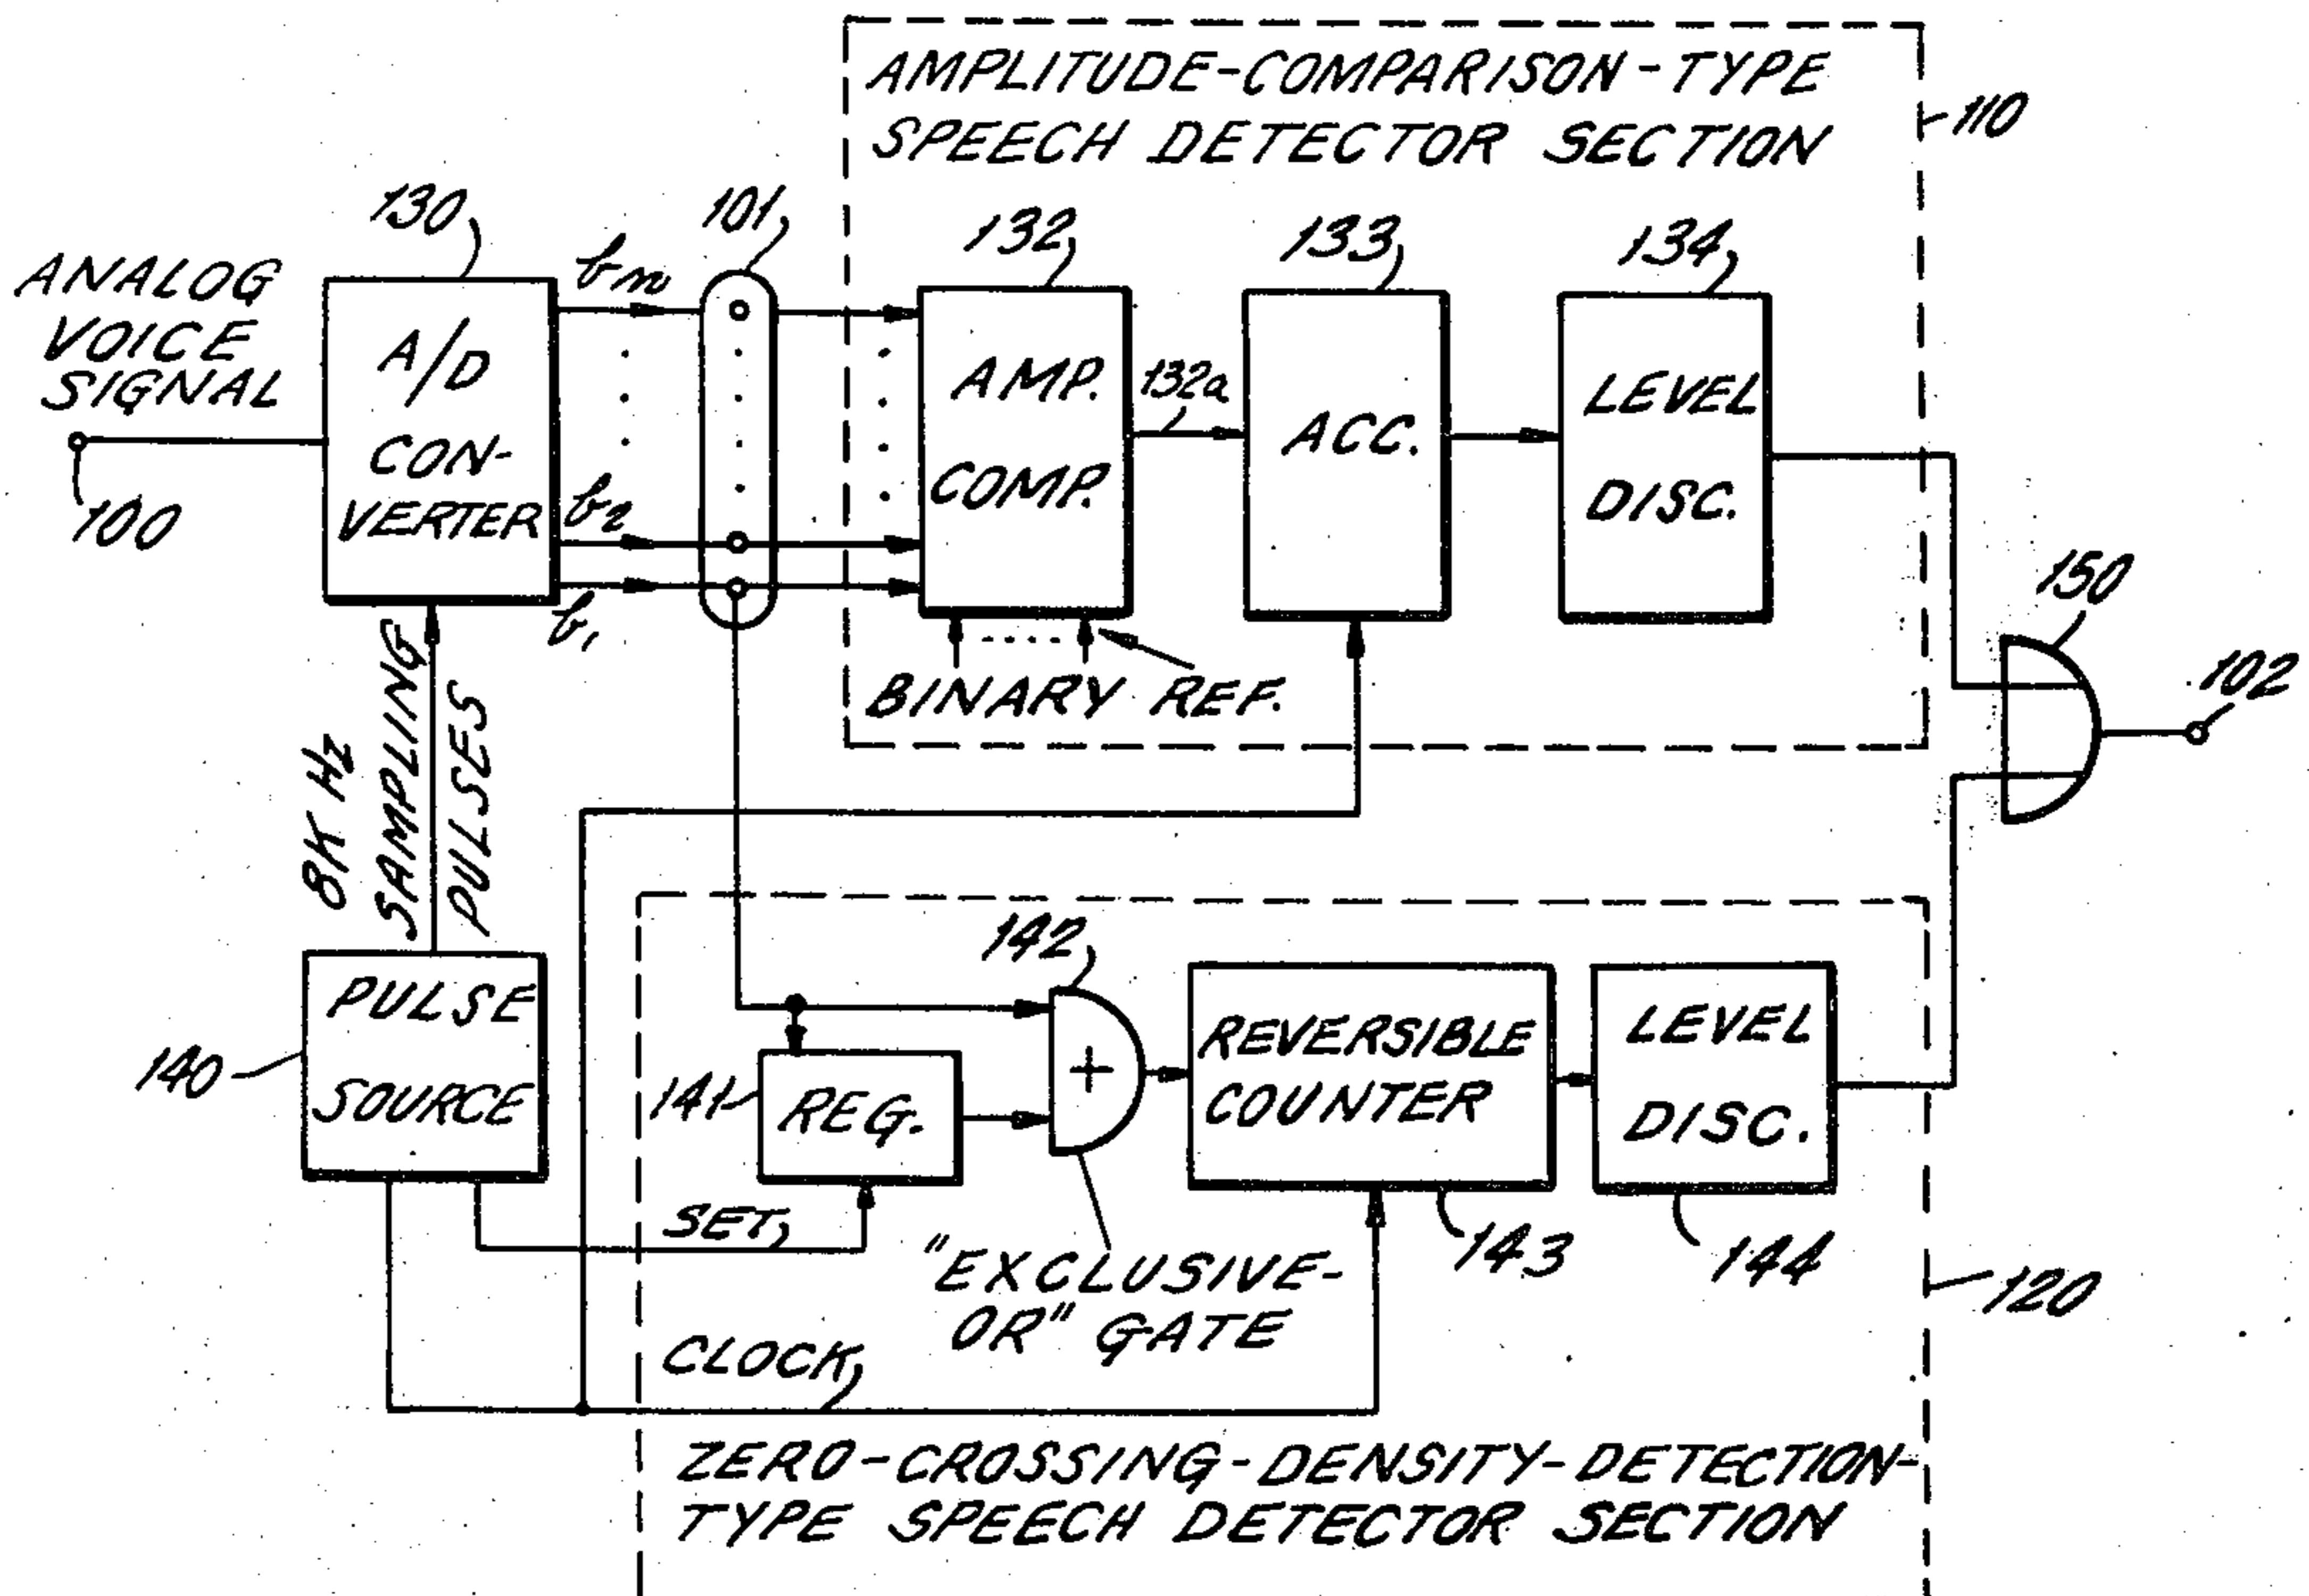 AMPLITUDE-COMPARISON-TYPE
SPEECH DETECTOR SECTION
110
130
101
132
133
134
ANALOG
VOICE
SIGNAL
100
A/D
CON-
VERTER
bn
b2
b1
AMP.
COMP.
132a
ACC.
LEVEL
DISC.
BINARY REF.
150
102
8K Hz
SAMPLING
PULSES
PULSE
SOURCE
140
142
141
REG.
+
REVERSIBLE
COUNTER
LEVEL
DISC.
SET
"EXCLUSIVE-
OR" GATE
143
144
120
CLOCK
ZERO-CROSSING-DENSITY-DETECTION-
TYPE SPEECH DETECTOR SECTION